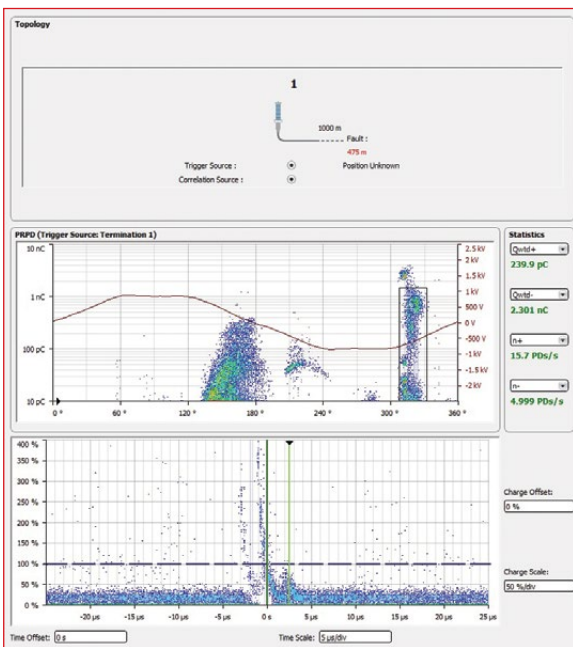 Topology
1
1000 m
Fault :
475 m
Trigger Source :
Position Unknown
Correlation Source :
PRPD (Trigger Source: Termination 1)
10 nC
1 nC
100 pC
10 pC
2.5 kV
2 kV
1.5 kV
1 kV
500 V
0 V
-500 V
-1 kV
-1.5 kV
-2 kV
0 °
60 °
120 °
180 °
240 °
300 °
360 °
Statistics
Qwtd+
239.9 pC
Qwtd-
2.301 nC
n+
15.7 PDs/s
n-
4.999 PDs/s
400 %
350 %
300 %
250 %
200 %
150 %
100 %
50 %
0 %
-20 µs
-15 µs
-10 µs
-5 µs
0 s
5 µs
10 µs
15 µs
20 µs
25 µs
Charge Offset:
0 %
Charge Scale:
50 %/div
Time Offset: 0 s
Time Scale: 5 µs/div